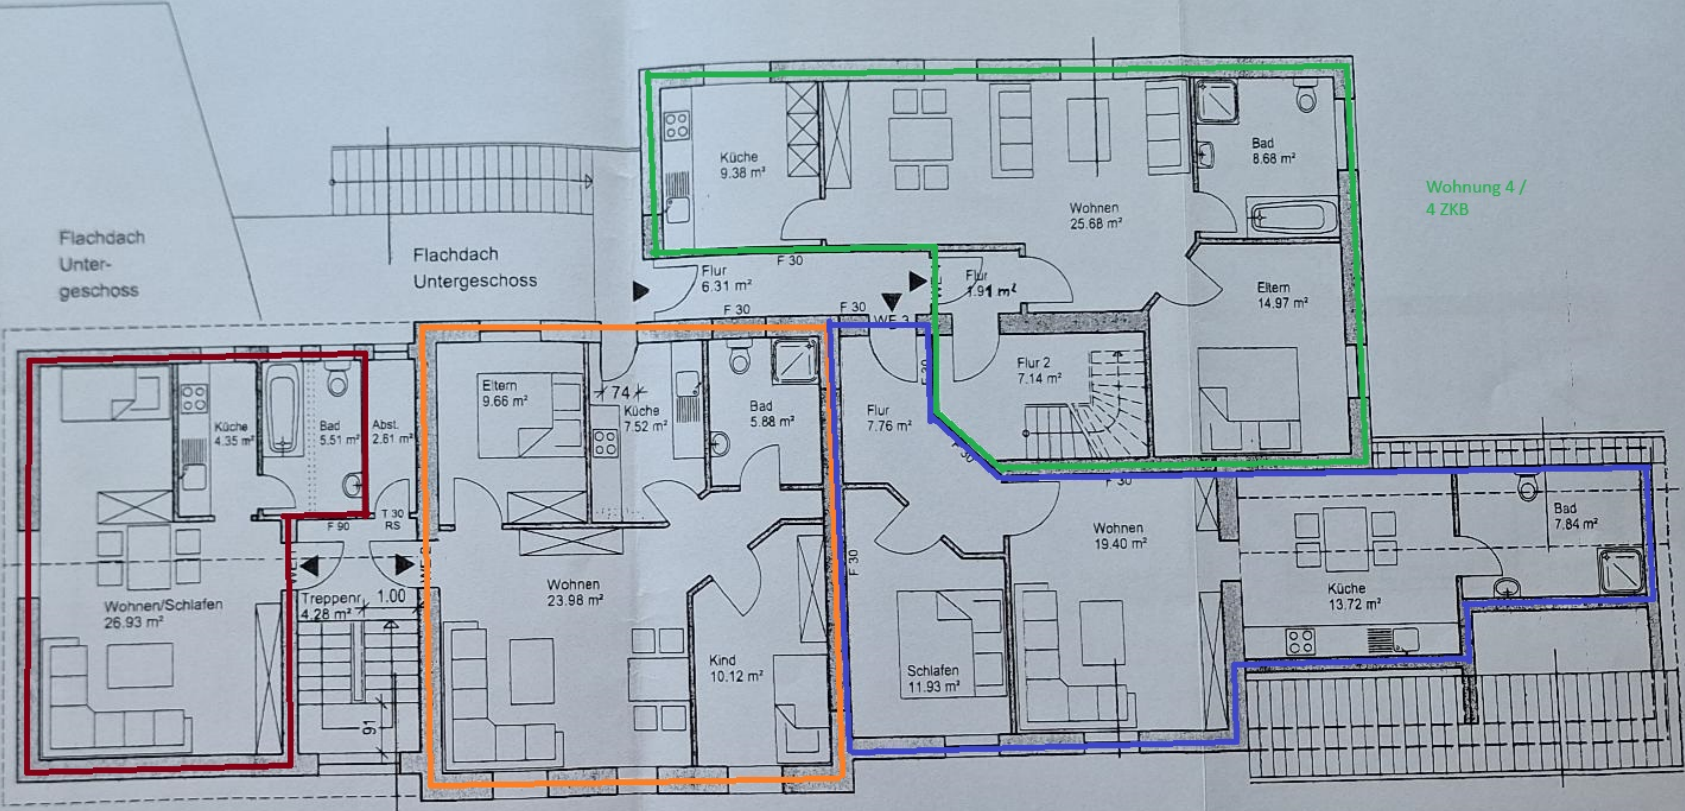 Flachdach
Unter-
geschoss
Flachdach
Untergeschoss
Küche
9.38 m²
Wohnen
25.68 m²
Bad
8.68 m²
Wohnung 4 /
4 ZKB
Flur
6.31 m²
F 30
F 30
F 30
Flur
1.91 m²
Eltern
14.97 m²
WE 3
Flur 2
7.14 m²
F 30
F 30
F 30
Küche
4.35 m²
Bad
5.51 m²
Abst.
2.61 m²
F 90
T 30
RS
Wohnen/Schlafen
26.93 m²
Treppenr.
4.28 m²
1.00
91
Eltern
9.66 m²
74
Küche
7.52 m²
Bad
5.88 m²
Wohnen
23.98 m²
Kind
10.12 m²
Flur
7.76 m²
F 30
Schlafen
11.93 m²
Wohnen
19.40 m²
Küche
13.72 m²
Bad
7.84 m²